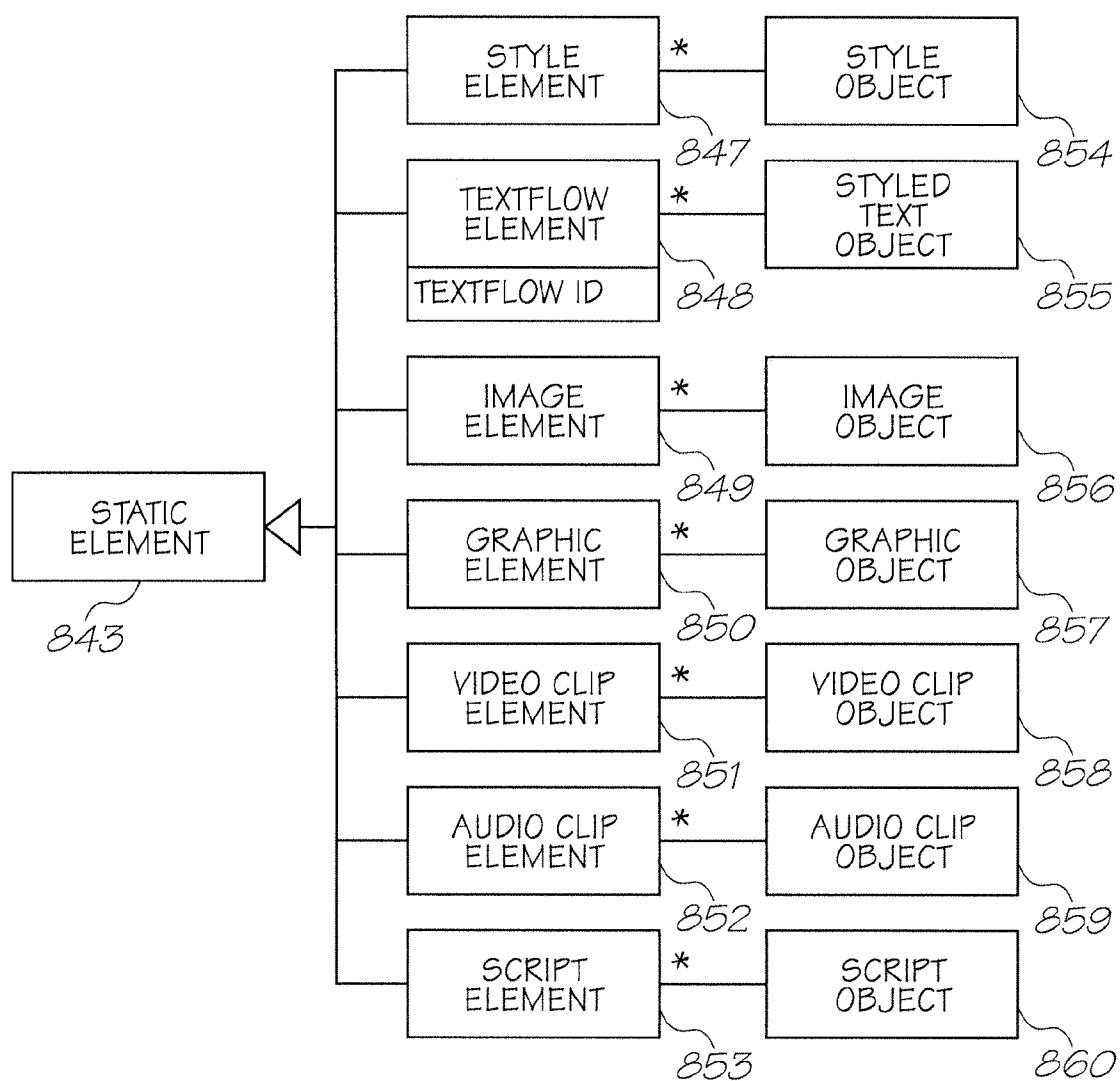 STYLE
ELEMENT
*
STYLE
OBJECT
847
854
TEXTFLOW
ELEMENT
*
STYLED
TEXT
OBJECT
TEXTFLOW ID
848
855
IMAGE
ELEMENT
*
IMAGE
OBJECT
849
856
STATIC
ELEMENT
843
GRAPHIC
ELEMENT
*
GRAPHIC
OBJECT
850
857
VIDEO CLIP
ELEMENT
*
VIDEO CLIP
OBJECT
851
858
AUDIO CLIP
ELEMENT
*
AUDIO CLIP
OBJECT
852
859
SCRIPT
ELEMENT
*
SCRIPT
OBJECT
853
860